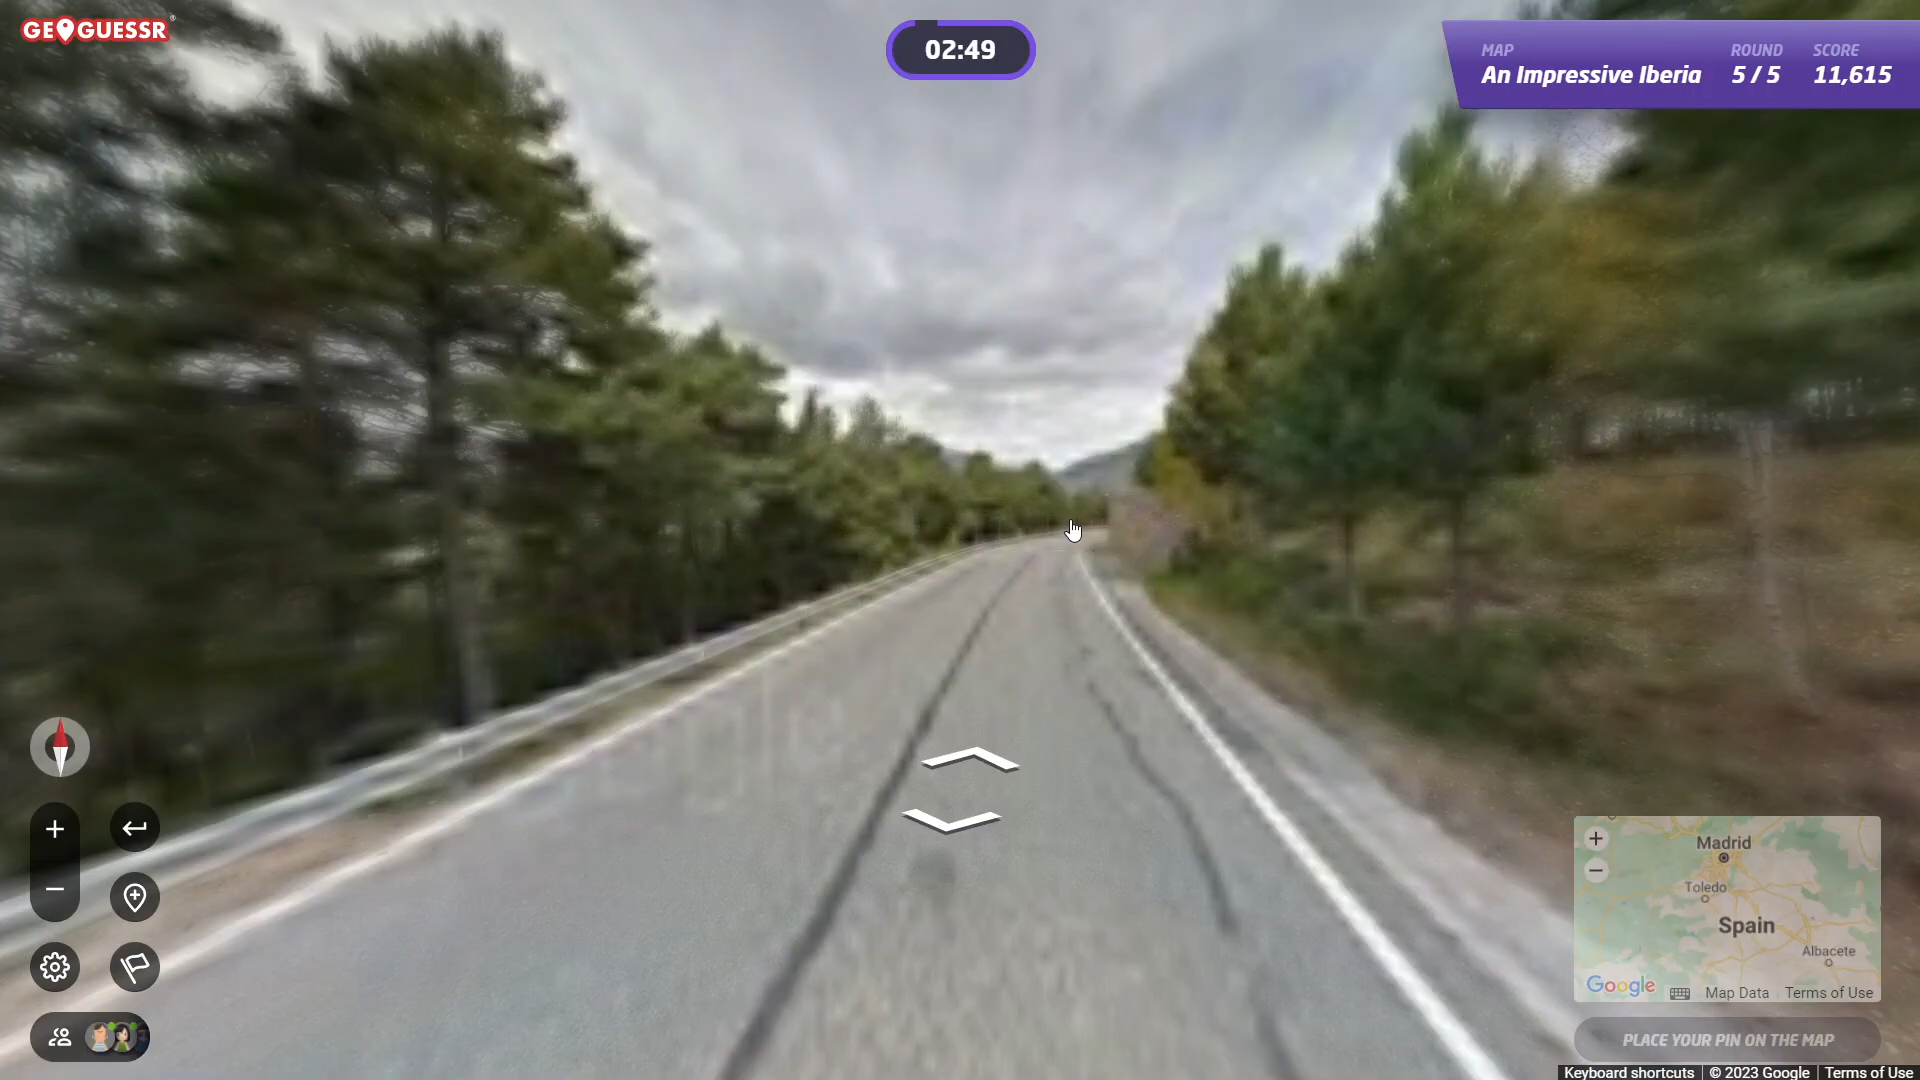 GEOGUESSR
02:49
MAP
An Impressive Iberia
ROUND
5 / 5
SCORE
11,615
Madrid
Toledo
Spain
Albacete
Google
Map Data
Terms of Use
PLACE YOUR PIN ON THE MAP
Keyboard shortcuts
© 2023 Google
Terms of Use